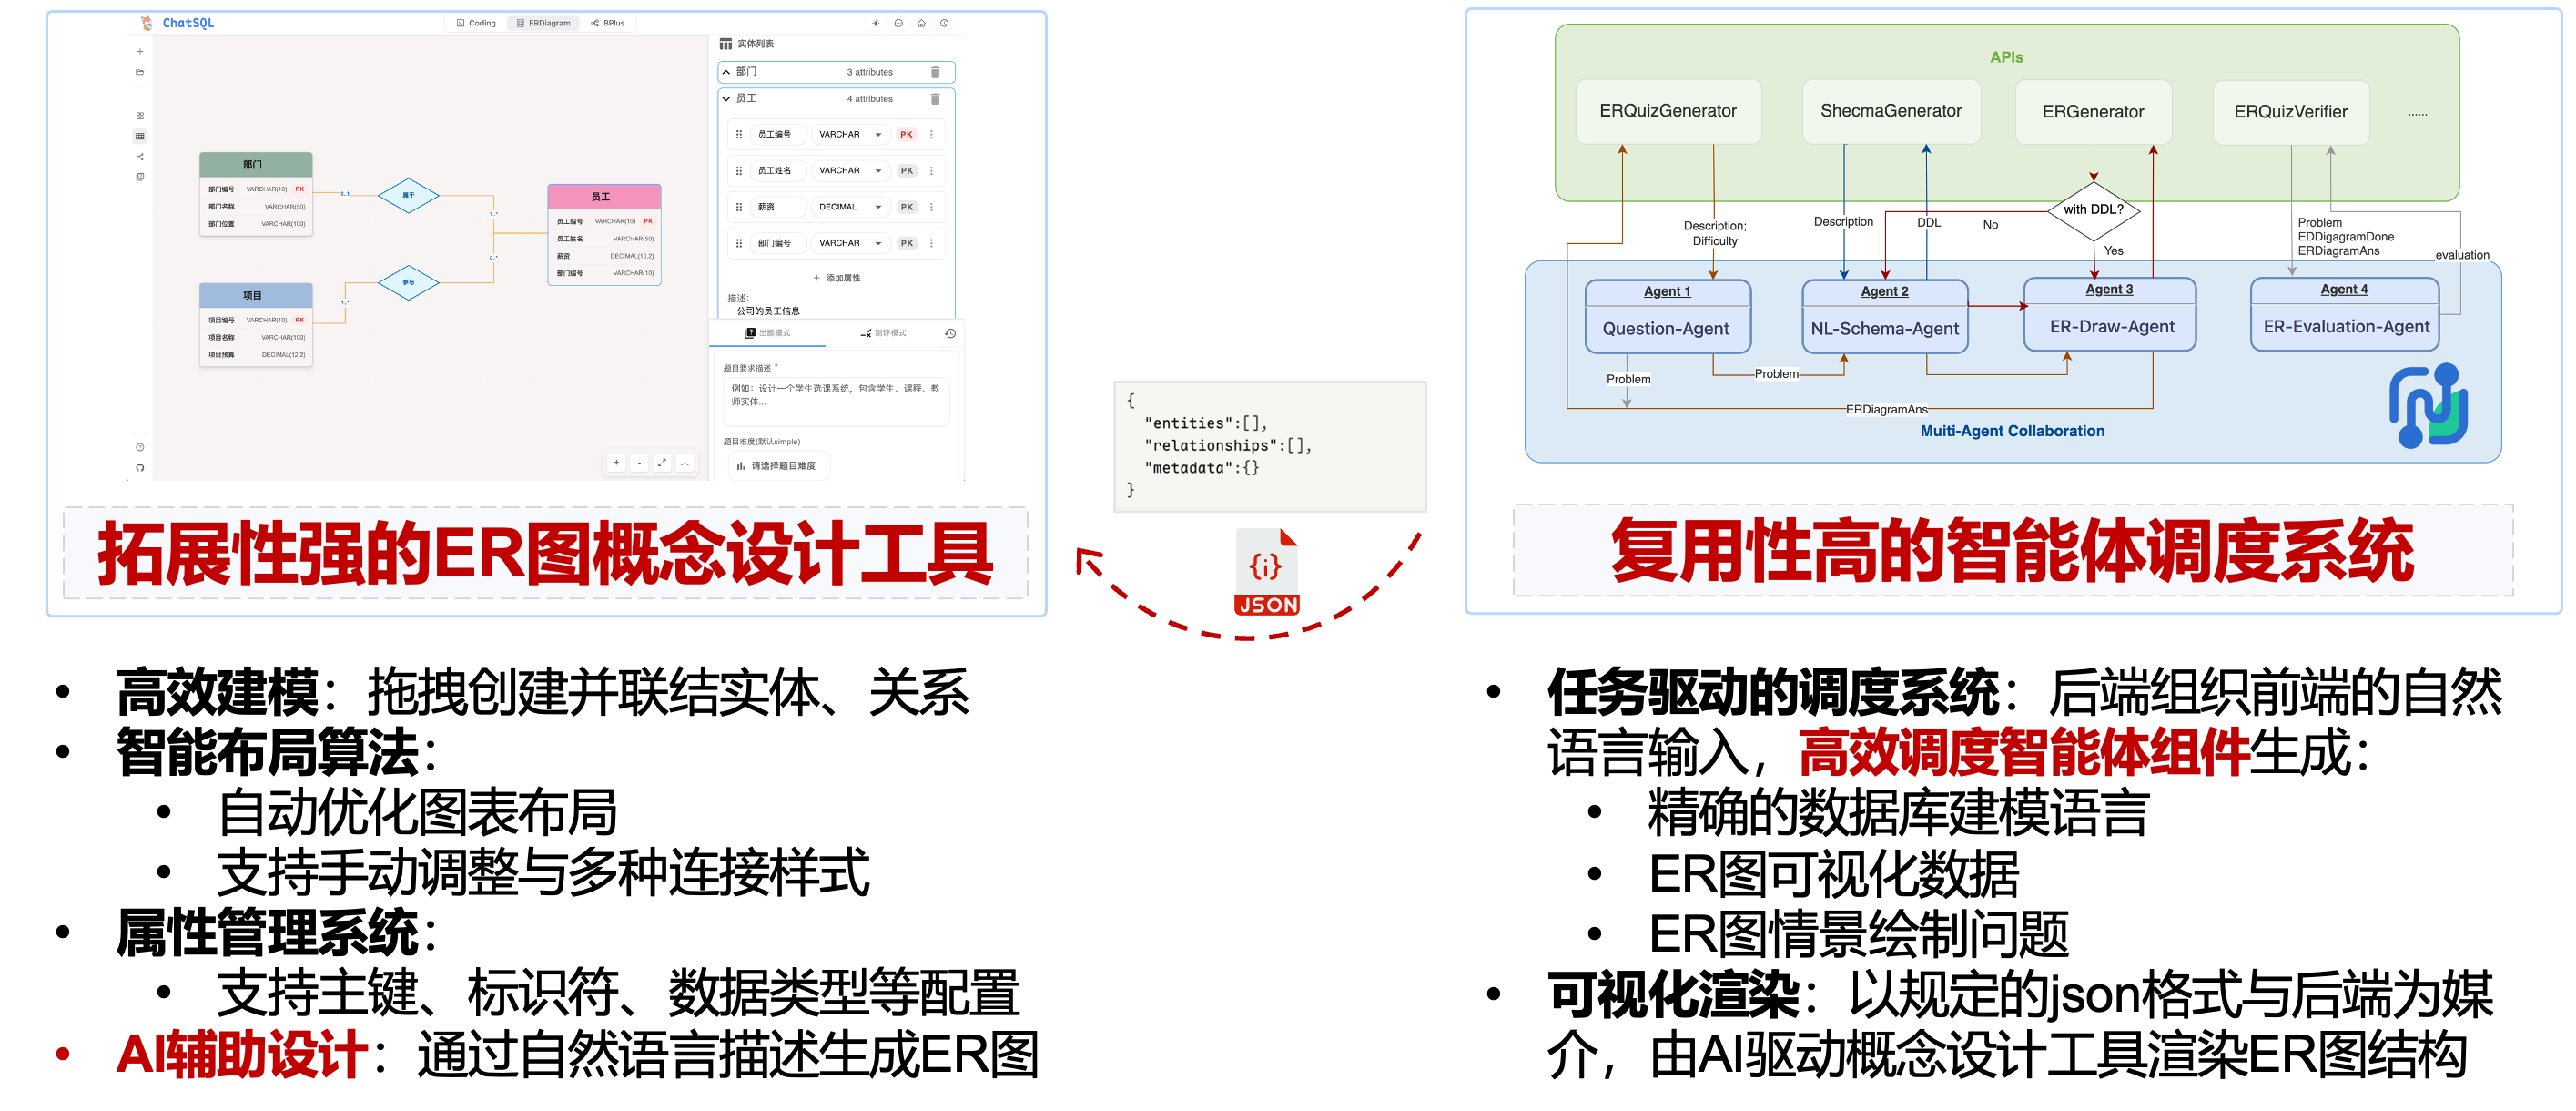 ChatSQL
Coding
ERDiagram
BPlus
实体列表
部门
3 attributes
员工
4 attributes
员工编号 VARCHAR PK
员工姓名 VARCHAR PK
薪资 DECIMAL PK
部门编号 VARCHAR PK
+ 添加属性
描述:
公司的员工信息
出题模式
测评模式
题目要求描述 *
例如：设计一个学生选课系统，包含学生、课程、教
师实体...
题目难度(默认simple)
请选择题目难度
部门
部门编号 VARCHAR(10) PK
部门名称 VARCHAR(50)
部门位置 VARCHAR(100)
0..1
属于
1..*
员工
员工编号 VARCHAR(10) PK
员工姓名 VARCHAR(50)
薪资 DECIMAL(10,2)
部门编号 VARCHAR(10)
0..*
参与
1..*
项目
项目编号 VARCHAR(10) PK
项目名称 VARCHAR(100)
项目预算 DECIMAL(12,2)
拓展性强的ER图概念设计工具
{
"entities":[],
"relationships":[],
"metadata":{}
}
{i}
JSON
APIs
ERQuizGenerator
ShecmaGenerator
ERGenerator
ERQuizVerifier
......
with DDL?
Description;
Difficulty
Description
DDL
No
Yes
Problem
EDDigagramDone
ERDiagramAns
evaluation
Agent 1
Question-Agent
Agent 2
NL-Schema-Agent
Agent 3
ER-Draw-Agent
Agent 4
ER-Evaluation-Agent
Problem
Problem
ERDiagramAns
Muiti-Agent Collaboration
复用性高的智能体调度系统
• 高效建模：拖拽创建并联结实体、关系
• 智能布局算法：
• 自动优化图表布局
• 支持手动调整与多种连接样式
• 属性管理系统：
• 支持主键、标识符、数据类型等配置
• AI辅助设计：通过自然语言描述生成ER图
• 任务驱动的调度系统：后端组织前端的自然
语言输入，高效调度智能体组件生成：
• 精确的数据库建模语言
• ER图可视化数据
• ER图情景绘制问题
• 可视化渲染：以规定的json格式与后端为媒
介，由AI驱动概念设计工具渲染ER图结构